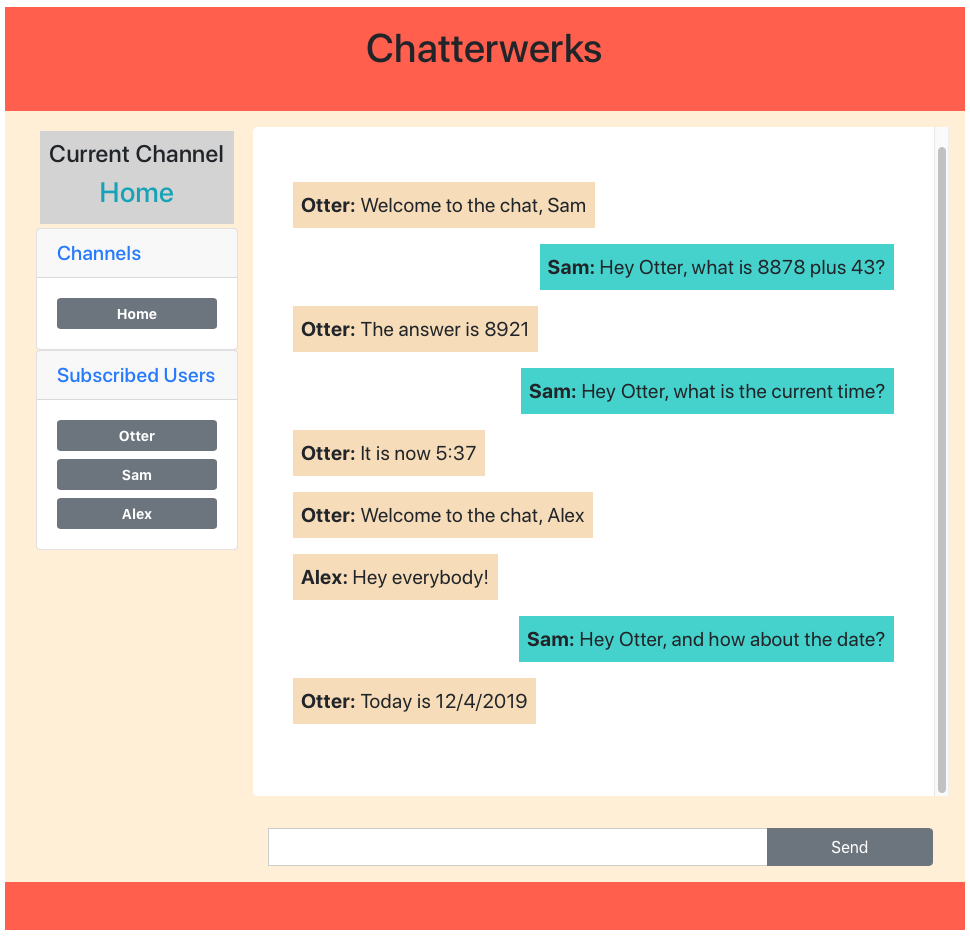 Chatterwerks
Current Channel
Home
Channels
Home
Subscribed Users
Otter
Sam
Alex
Otter: Welcome to the chat, Sam
Sam: Hey Otter, what is 8878 plus 43?
Otter: The answer is 8921
Sam: Hey Otter, what is the current time?
Otter: It is now 5:37
Otter: Welcome to the chat, Alex
Alex: Hey everybody!
Sam: Hey Otter, and how about the date?
Otter: Today is 12/4/2019
Send